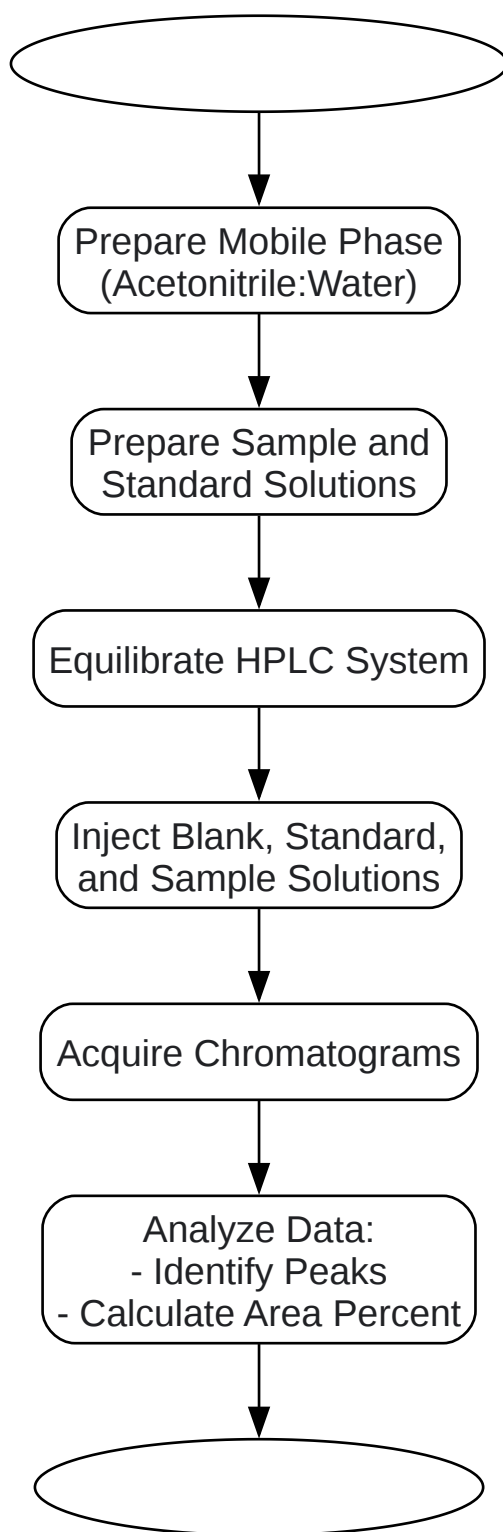 Prepare Mobile Phase
(Acetonitrile:Water)
Prepare Sample and
Standard Solutions
Equilibrate HPLC System
Inject Blank, Standard,
and Sample Solutions
Acquire Chromatograms
Analyze Data:
- Identify Peaks
- Calculate Area Percent